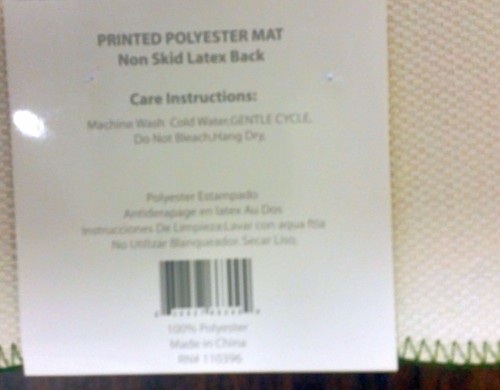 PRINTED POLYESTER MAT
Non Skid Latex Back
Care Instructions:
Machine Wash Cold Water,GENTLE CYCLE,
Do Not Bleach,Hang Dry,
Polyester Estampado
Antiderapage en latex Au Dos
Instrucciones De Limpieza:Lavar con aqua fria
No Utilizar Blanqueador. Secar Liso,
100% Polyester
Made in China
RN# 110396